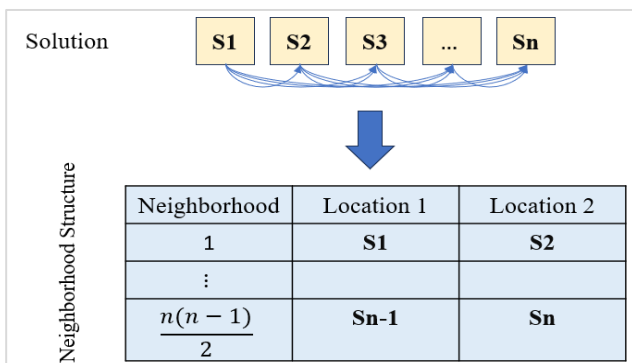 Solution S1 S2 S3 ... Sn
Neighborhood Structure
Neighborhood Location 1 Location 2
1 S1 S2
⋮
n(n − 1)
2
Sn-1 Sn